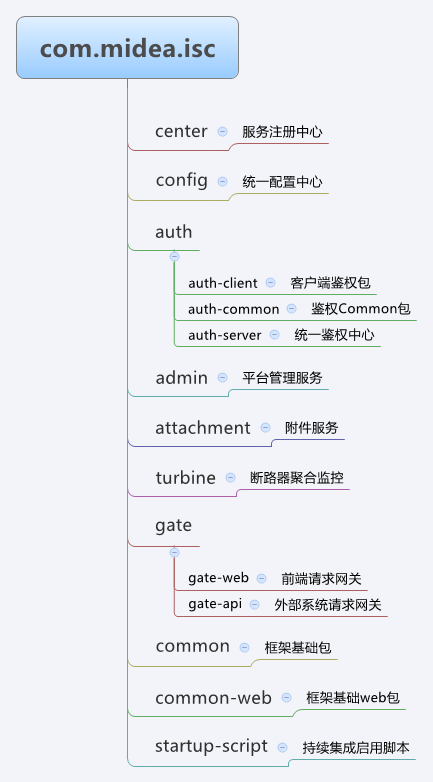 com.midea.isc
center 服务注册中心
config 统一配置中心
auth
auth-client 客户端鉴权包
auth-common 鉴权Common包
auth-server 统一鉴权中心
admin 平台管理服务
attachment 附件服务
turbine 断路器聚合监控
gate
gate-web 前端请求网关
gate-api 外部系统请求网关
common 框架基础包
common-web 框架基础web包
startup-script 持续集成启用脚本